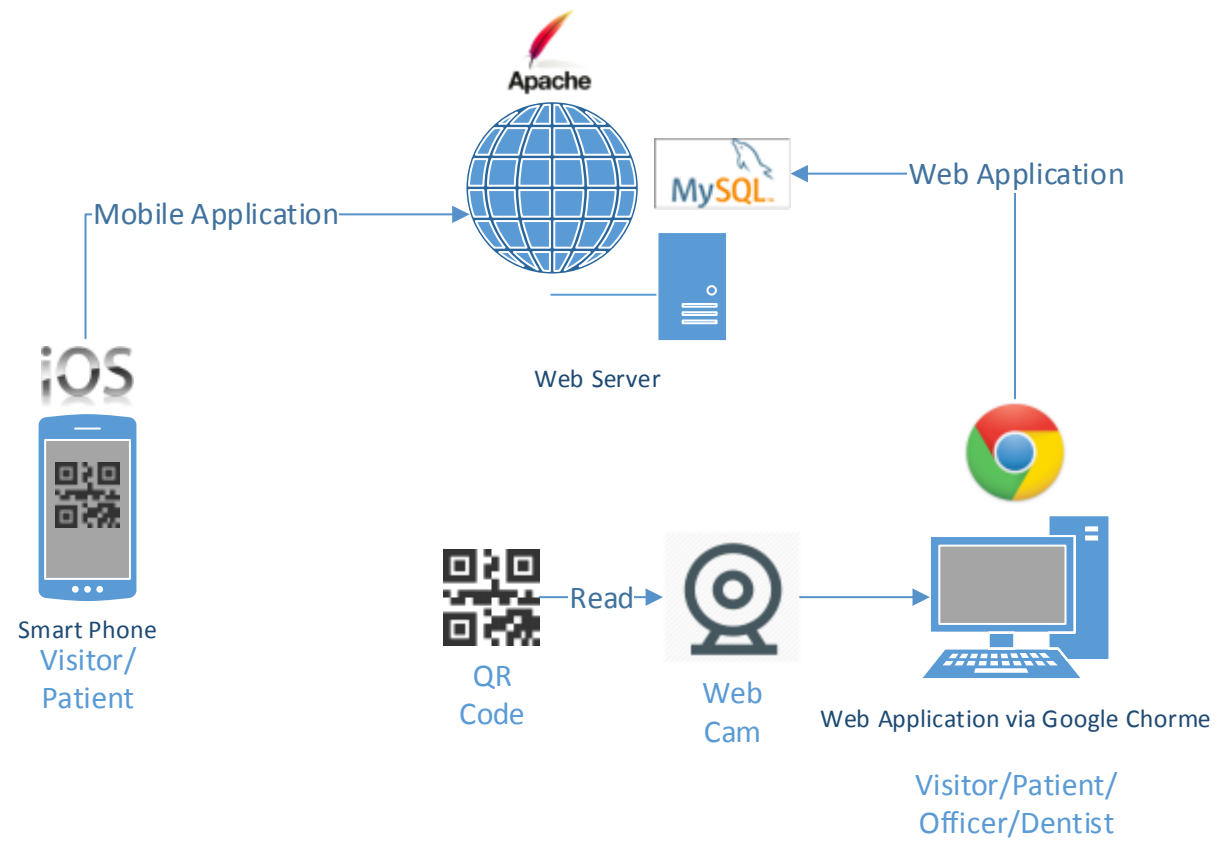 Apache
MySQL
Web Application
Mobile Application
iOS
Web Server
Read
Smart Phone
Visitor/
Patient
QR
Code
Web
Cam
Web Application via Google Chorme
Visitor/Patient/
Officer/Dentist